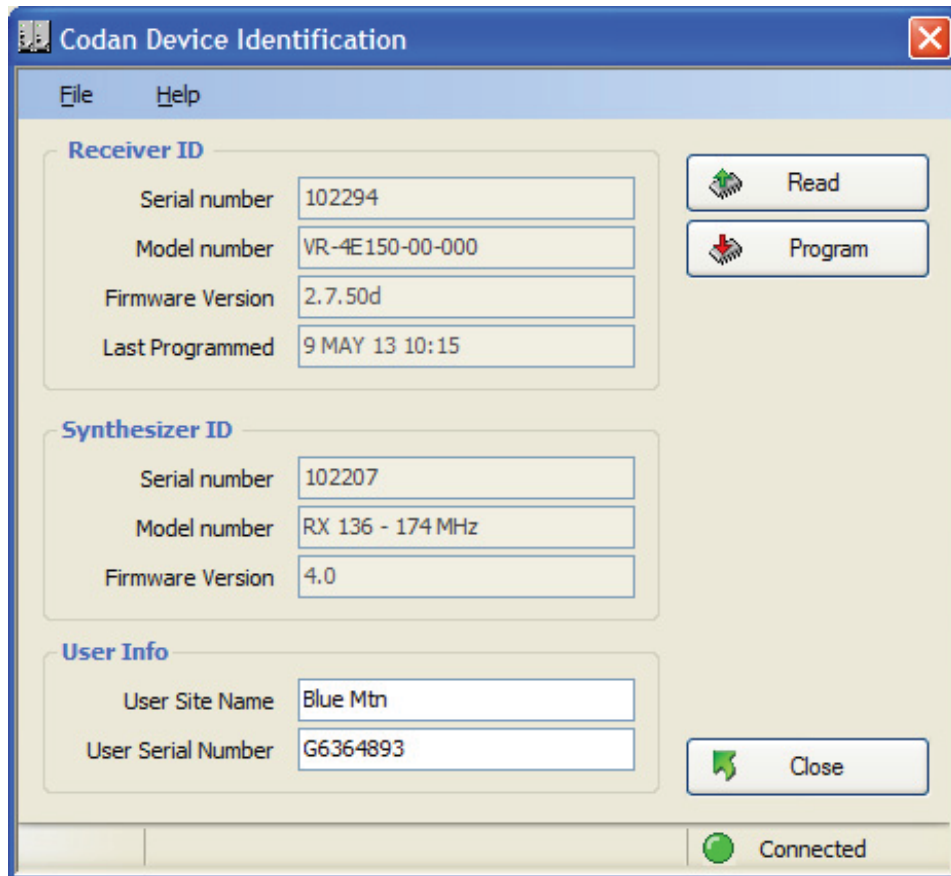 Codan Device Identification
File Help
Receiver ID
Serial number 102294
Model number VR-4E150-00-000
Firmware Version 2.7.50d
Last Programmed 9 MAY 13 10:15
Read
Program
Synthesizer ID
Serial number 102207
Model number RX 136 - 174 MHz
Firmware Version 4.0
User Info
User Site Name Blue Mtn
User Serial Number G6364893
Close
Connected